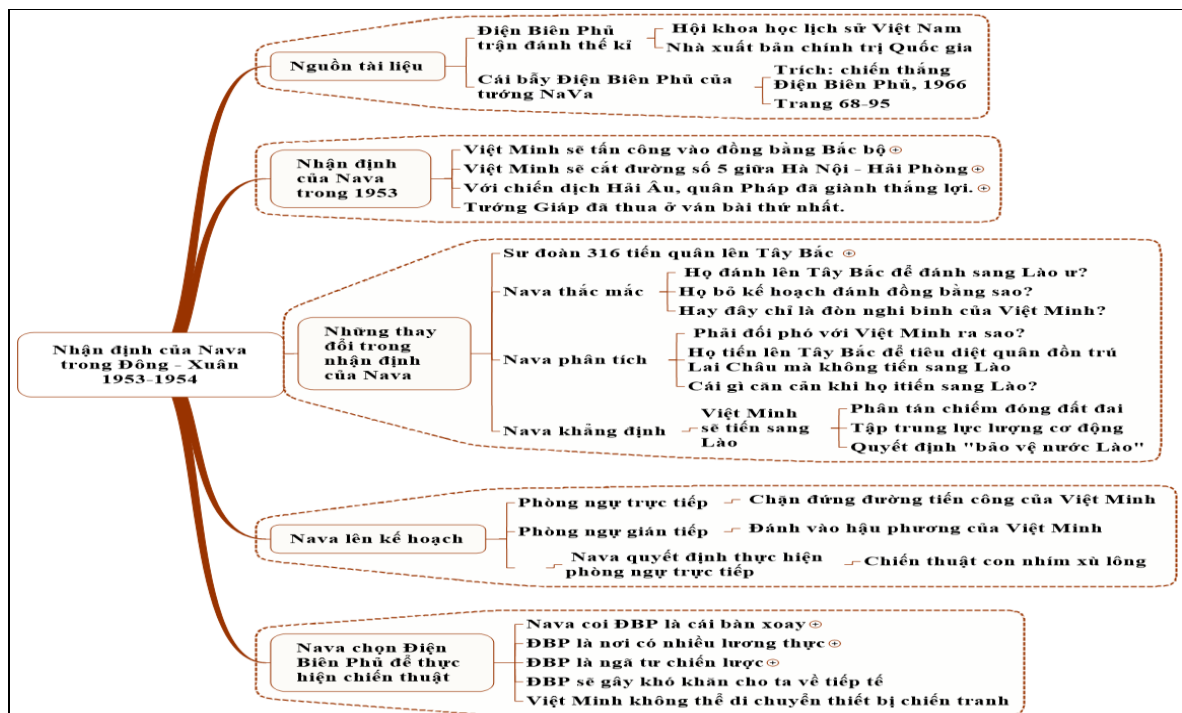 Nhận định của Nava
trong Đông - Xuân
1953-1954
Nguồn tài liệu
Điện Biên Phủ
trận đánh thế kỉ
Hội khoa học lịch sử Việt Nam
Nhà xuất bản chính trị Quốc gia
Cái bẫy Điện Biên Phủ của
tướng NaVa
Trích: chiến thắng
Điện Biên Phủ, 1966
Trang 68-95
Nhận định
của Nava
trong 1953
Việt Minh sẽ tấn công vào đồng bằng Bắc bộ
Việt Minh sẽ cắt đường số 5 giữa Hà Nội - Hải Phòng
Với chiến dịch Hải Âu, quân Pháp đã giành thắng lợi.
Tướng Giáp đã thua ở ván bài thứ nhất.
Những thay
đổi trong
nhận định
của Nava
Sư đoàn 316 tiến quân lên Tây Bắc
Nava thắc mắc
Họ đánh lên Tây Bắc để đánh sang Lào ư?
Họ bỏ kế hoạch đánh đồng bằng sao?
Hay đây chỉ là đòn nghi binh của Việt Minh?
Nava phân tích
Phải đối phó với Việt Minh ra sao?
Họ tiến lên Tây Bắc để tiêu diệt quân đồn trú
Lai Châu mà không tiến sang Lào
Cái gì căn cản khi họ itiến sang Lào?
Nava khẳng định
Việt Minh
sẽ tiến sang
Lào
Phân tán chiếm đóng đất đai
Tập trung lực lượng cơ động
Quyết định "bảo vệ nước Lào"
Nava lên kế hoạch
Phòng ngự trực tiếp
Chặn đứng đường tiến công của Việt Minh
Phòng ngự gián tiếp
Đánh vào hậu phương của Việt Minh
Nava quyết định thực hiện
phòng ngự trực tiếp
Chiến thuật con nhím xù lông
Nava chọn Điện
Biên Phủ để thực
hiện chiến thuật
Nava coi ĐBP là cái bàn xoay
ĐBP là nơi có nhiều lương thực
ĐBP là ngã tư chiến lược
ĐBP sẽ gây khó khăn cho ta về tiếp tế
Việt Minh không thể di chuyển thiết bị chiến tranh